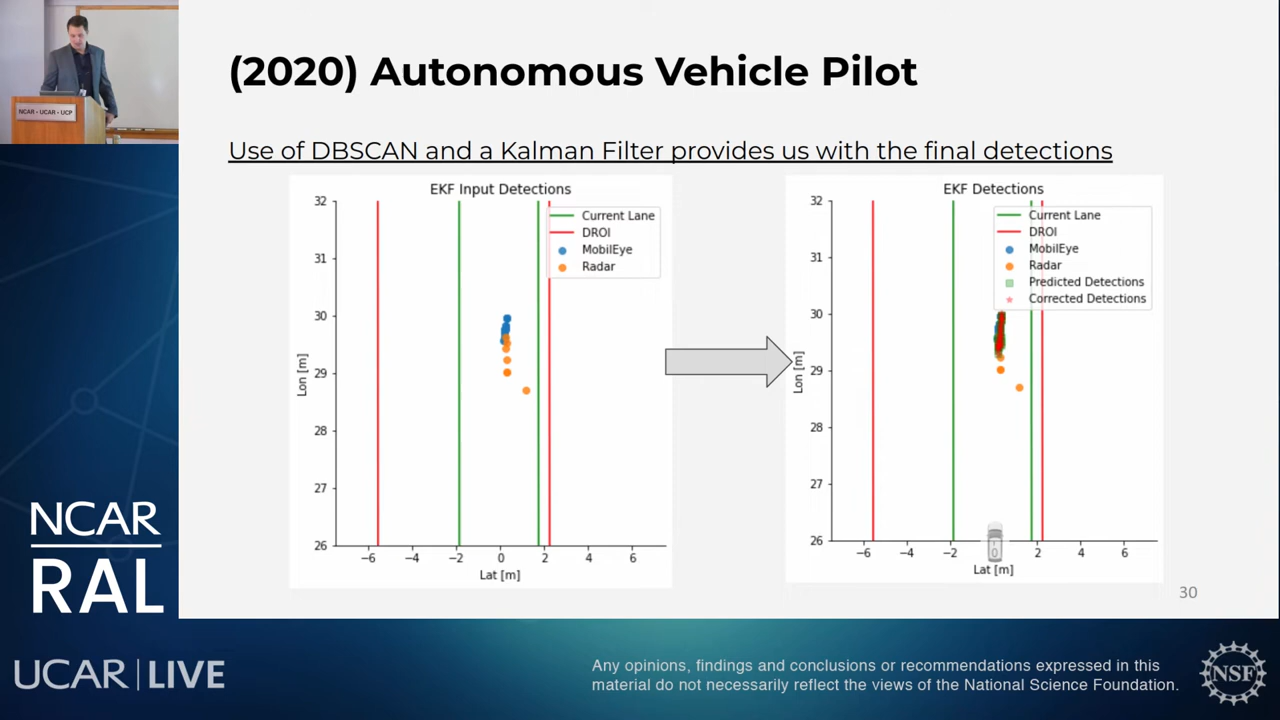 NCAR • UCAR • UCP
(2020) Autonomous Vehicle Pilot
Use of DBSCAN and a Kalman Filter provides us with the final detections
EKF Input Detections
32
31
30
29
28
27
26
Lon [m]
−6 −4 −2 0 2 4 6
Lat [m]
Current Lane
DROI
MobilEye
Radar
EKF Detections
32
31
30
29
28
27
26
Lon [m]
−6 −4 −2 0 2 4 6
Lat [m]
Current Lane
DROI
MobilEye
Radar
Predicted Detections
Corrected Detections
30
NCAR
RAL
UCAR | LIVE
Any opinions, findings and conclusions or recommendations expressed in this
material do not necessarily reflect the views of the National Science Foundation.
NSF